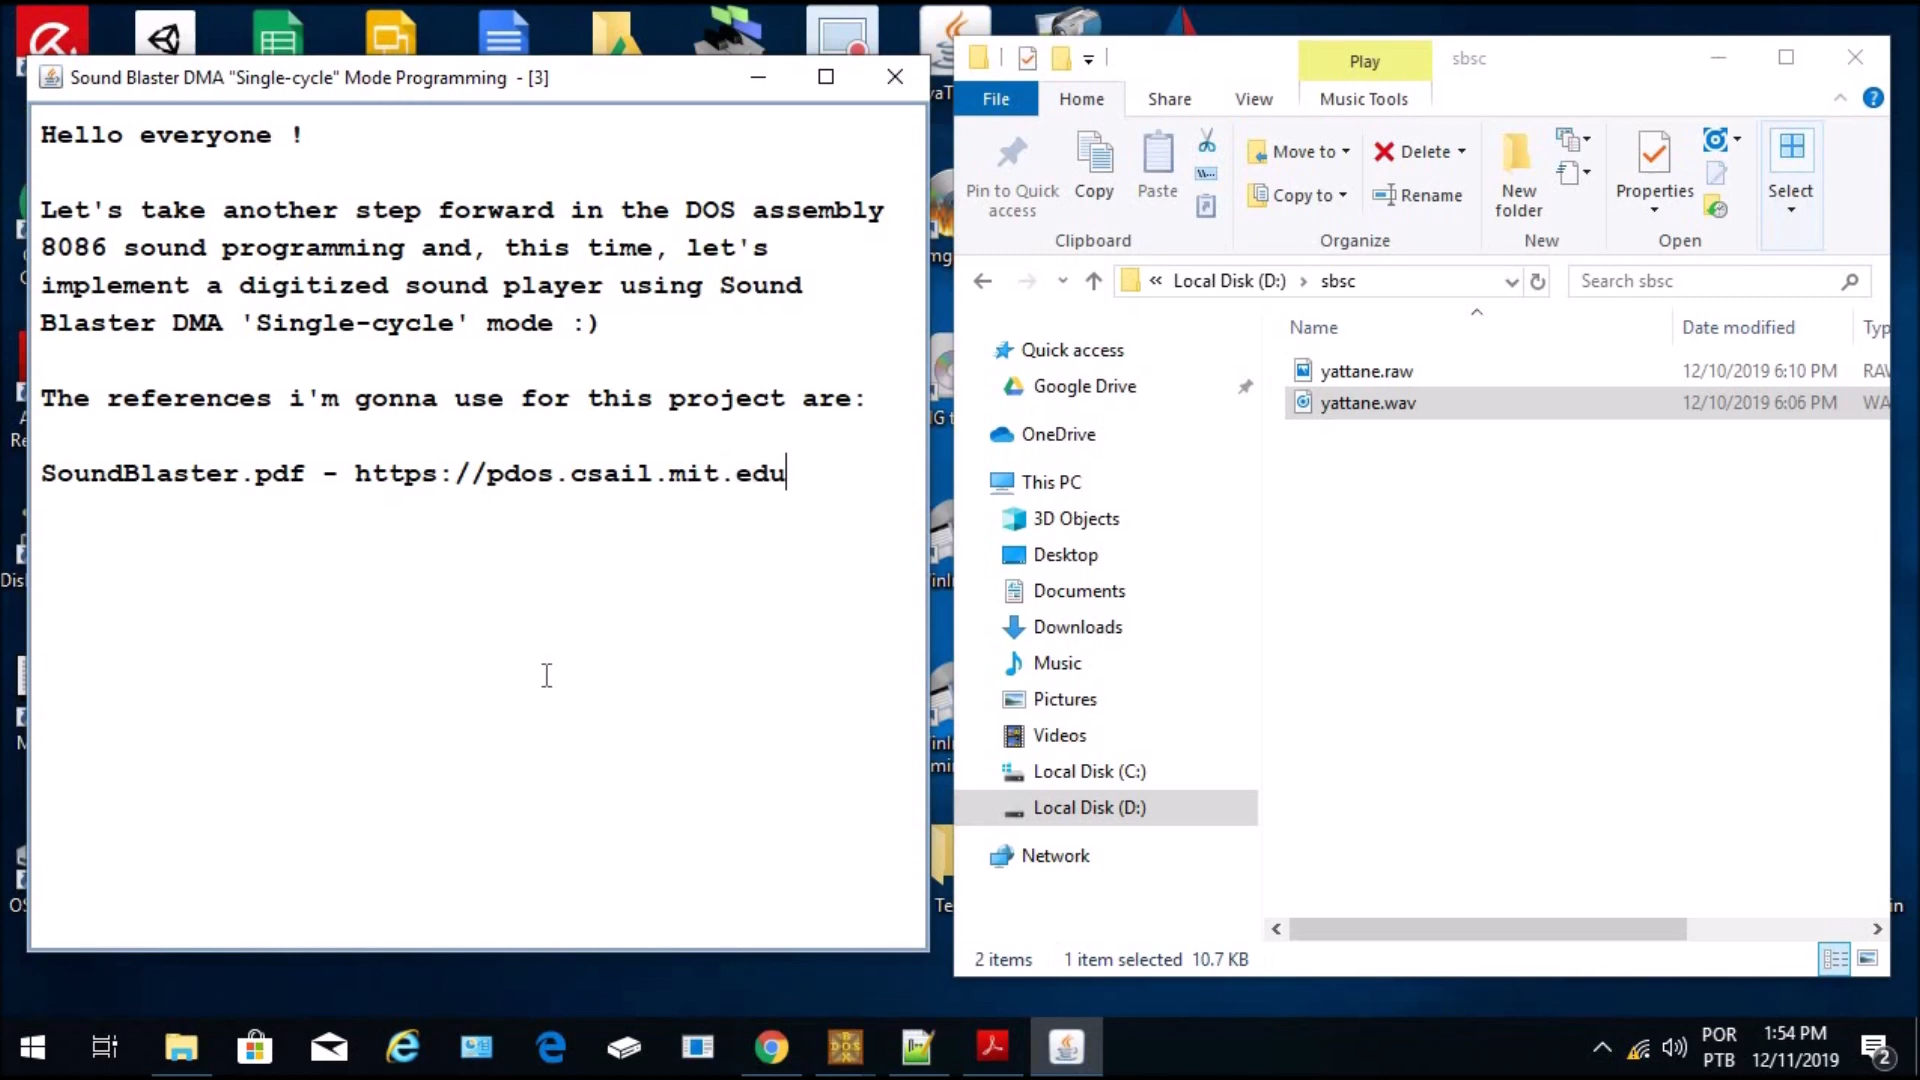 Sound Blaster DMA "Single-cycle" Mode Programming - [3]
Hello everyone !
Let's take another step forward in the DOS assembly
8086 sound programming and, this time, let's
implement a digitized sound player using Sound
Blaster DMA 'Single-cycle' mode :)
The references i'm gonna use for this project are:
SoundBlaster.pdf - https://pdos.csail.mit.edu
Play
sbsc
File
Home
Share
View
Music Tools
Pin to Quick
access
Copy
Paste
Clipboard
Move to
Copy to
Delete
Rename
Organize
New
folder
New
Properties
Open
Select
« Local Disk (D:) › sbsc
Search sbsc
Name
Date modified
Typ
yattane.raw 12/10/2019 6:10 PM RAW
yattane.wav 12/10/2019 6:06 PM WA
Quick access
Google Drive
OneDrive
This PC
3D Objects
Desktop
Documents
Downloads
Music
Pictures
Videos
Local Disk (C:)
Local Disk (D:)
Network
2 items 1 item selected 10.7 KB
POR
PTB
1:54 PM
12/11/2019
2